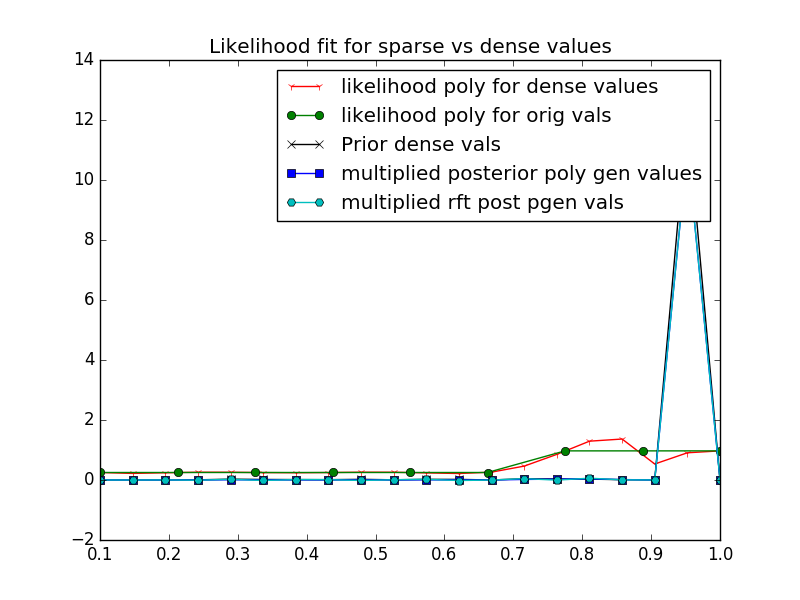 Likelihood fit for sparse vs dense values
14
12
10
8
6
4
2
0
−2
likelihood poly for dense values
likelihood poly for orig vals
Prior dense vals
multiplied posterior poly gen values
multiplied rft post pgen vals
0.1 0.2 0.3 0.4 0.5 0.6 0.7 0.8 0.9 1.0